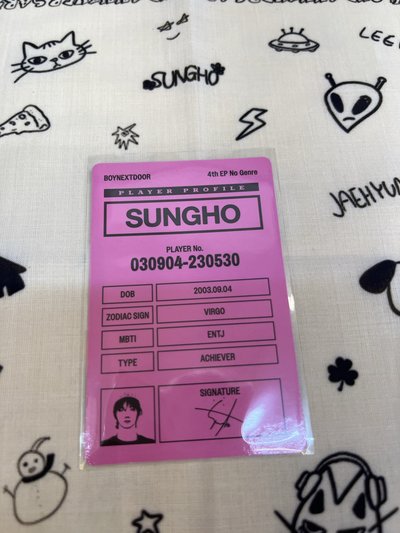 LEE
SUNGHO
JAEHYUN
BOYNEXTDOOR 4th EP No Genre
PLAYER PROFILE
SUNGHO
PLAYER No.
030904-230530
DOB 2003.09.04
ZODIAC SIGN VIRGO
MBTI ENTJ
TYPE ACHIEVER
SIGNATURE